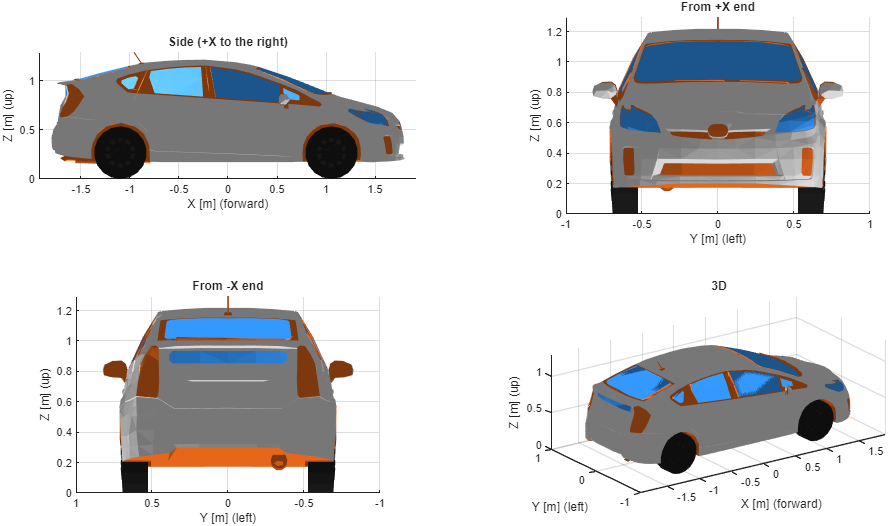 Side (+X to the right)
1
0.5
0
Z [m] (up)
-1.5 -1 -0.5 0 0.5 1 1.5
X [m] (forward)
From +X end
1.2
1
0.8
0.6
0.4
0.2
0
Z [m] (up)
-1 -0.5 0 0.5 1
Y [m] (left)
From -X end
1.2
1
0.8
0.6
0.4
0.2
0
Z [m] (up)
1 0.5 0 -0.5 -1
Y [m] (left)
3D
1
0.5
0
Z [m] (up)
1
0
-1
Y [m] (left)
-1.5 -1 -0.5 0 0.5 1 1.5
X [m] (forward)